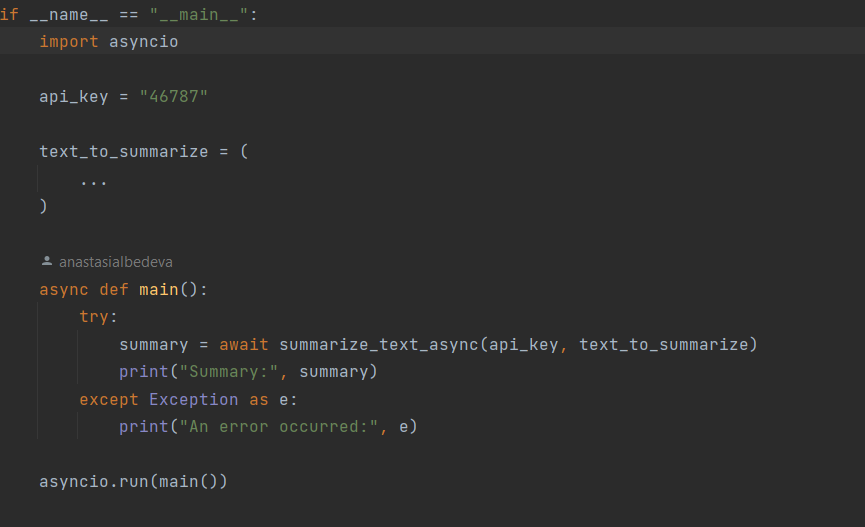 if __name__ == "__main__":
    import asyncio

    api_key = "46787"

    text_to_summarize = (
        ...
    )

    anastasialbedeva
    async def main():
        try:
            summary = await summarize_text_async(api_key, text_to_summarize)
            print("Summary:", summary)
        except Exception as e:
            print("An error occurred:", e)

    asyncio.run(main())